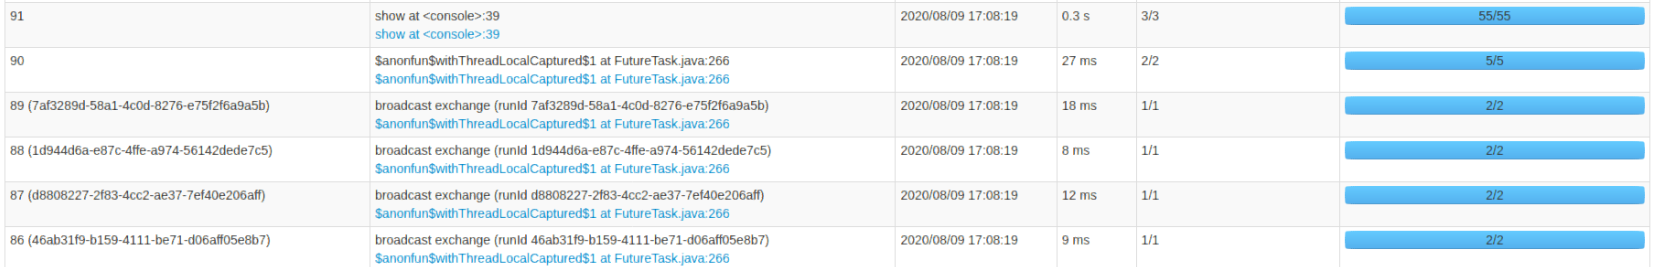 91 show at <console>:39 2020/08/09 17:08:19 0.3 s 3/3 55/55
show at <console>:39
90 $anonfun$withThreadLocalCaptured$1 at FutureTask.java:266 2020/08/09 17:08:19 27 ms 2/2 5/5
$anonfun$withThreadLocalCaptured$1 at FutureTask.java:266
89 (7af3289d-58a1-4c0d-8276-e75f2f6a9a5b) broadcast exchange (runId 7af3289d-58a1-4c0d-8276-e75f2f6a9a5b) 2020/08/09 17:08:19 18 ms 1/1 2/2
$anonfun$withThreadLocalCaptured$1 at FutureTask.java:266
88 (1d944d6a-e87c-4ffe-a974-56142dede7c5) broadcast exchange (runId 1d944d6a-e87c-4ffe-a974-56142dede7c5) 2020/08/09 17:08:19 8 ms 1/1 2/2
$anonfun$withThreadLocalCaptured$1 at FutureTask.java:266
87 (d8808227-2f83-4cc2-ae37-7ef40e206aff) broadcast exchange (runId d8808227-2f83-4cc2-ae37-7ef40e206aff) 2020/08/09 17:08:19 12 ms 1/1 2/2
$anonfun$withThreadLocalCaptured$1 at FutureTask.java:266
86 (46ab31f9-b159-4111-be71-d06aff05e8b7) broadcast exchange (runId 46ab31f9-b159-4111-be71-d06aff05e8b7) 2020/08/09 17:08:19 9 ms 1/1 2/2
$anonfun$withThreadLocalCaptured$1 at FutureTask.java:266